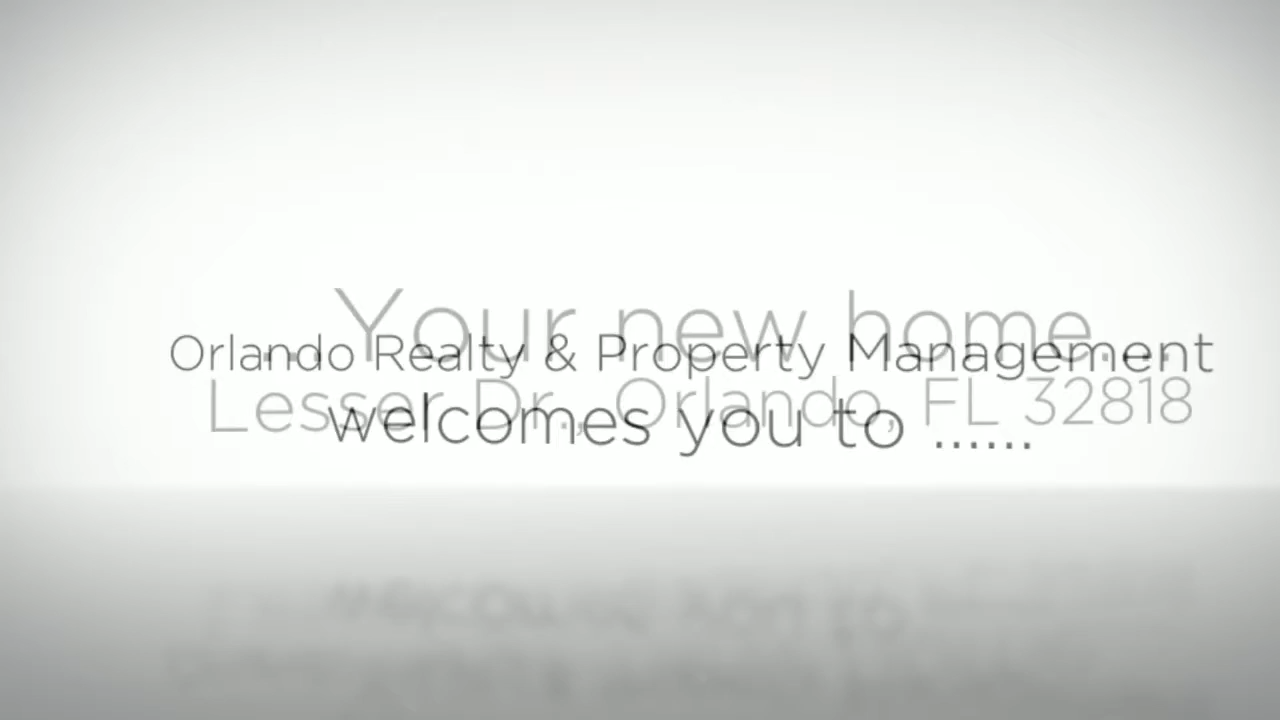 ... Your new home....
Orlando Realty & Property Management
Lesser Dr., Orlando, FL 32818
welcomes you to ......